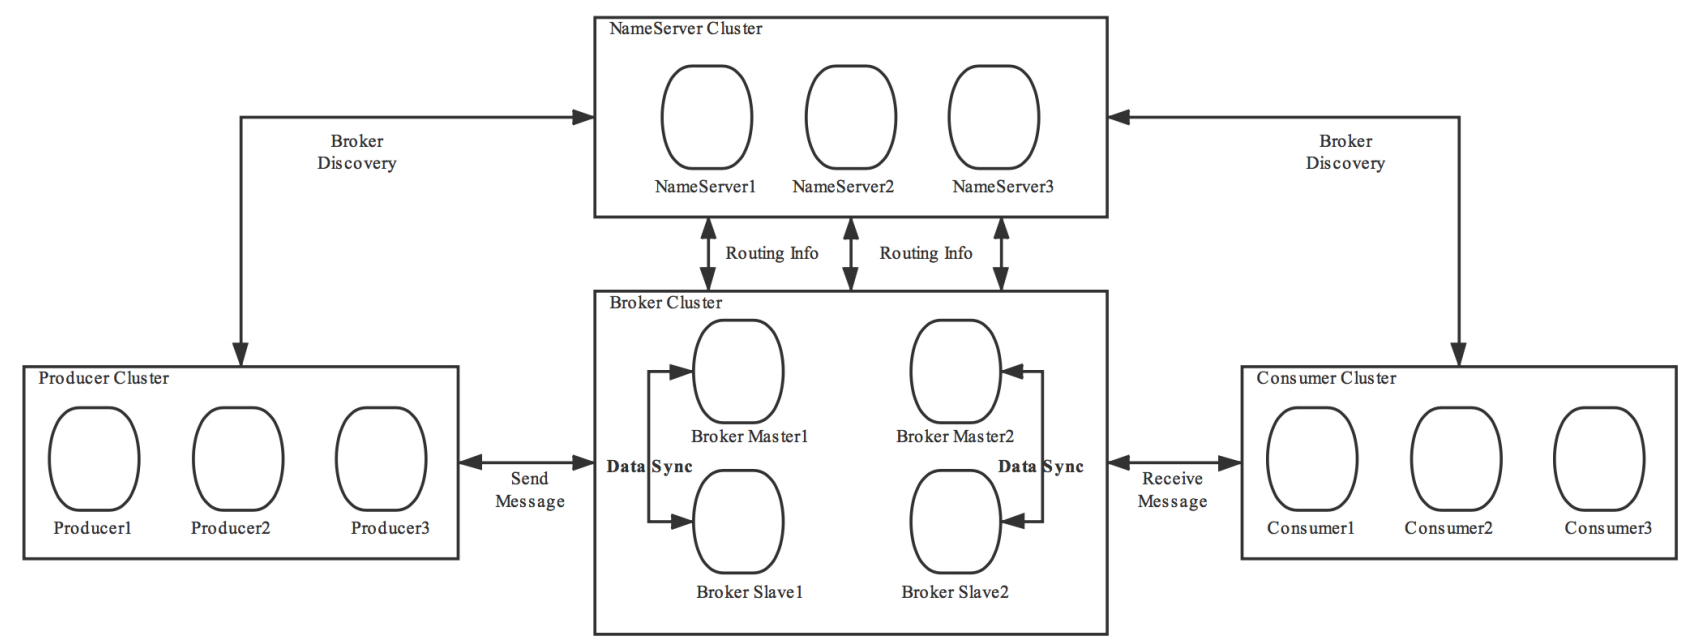 NameServer Cluster
NameServer1
NameServer2
NameServer3
Broker
Discovery
Broker
Discovery
Routing Info
Routing Info
Broker Cluster
Broker Master1
Broker Master2
Data Sync
Data Sync
Broker Slave1
Broker Slave2
Producer Cluster
Producer1
Producer2
Producer3
Send
Message
Receive
Message
Consumer Cluster
Consumer1
Consumer2
Consumer3